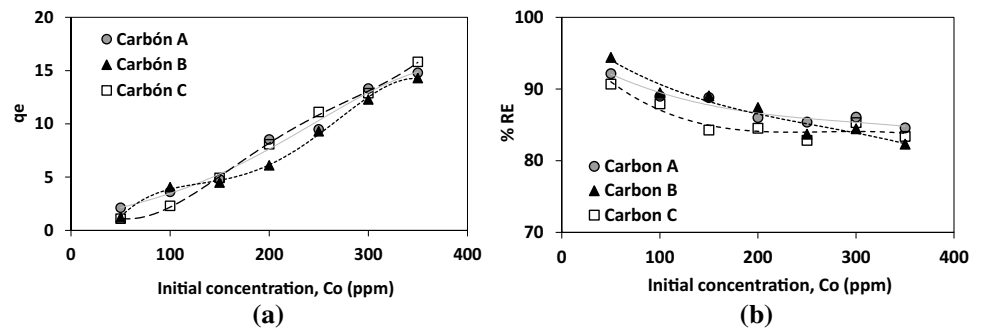 20
15
10
5
0
qe
Carbón A
Carbón B
Carbón C
0 100 200 300 400
Initial concentration, Co (ppm)
(a)
100
90
80
70
% RE
Carbon A
Carbon B
Carbon C
0 100 200 300 400
Initial concentration, Co (ppm)
(b)